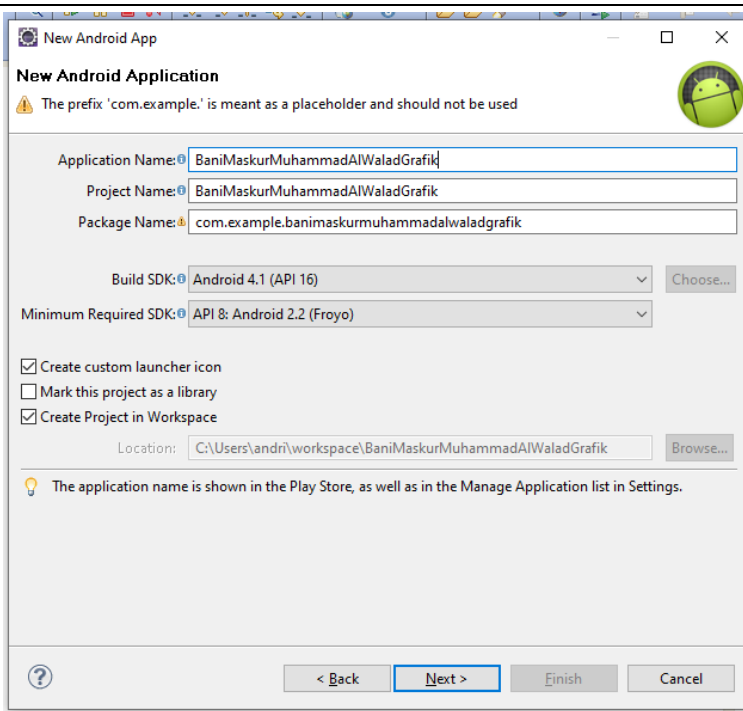 New Android App
New Android Application
The prefix 'com.example.' is meant as a placeholder and should not be used
Application Name: BaniMaskurMuhammadAlWaladGrafik
Project Name: BaniMaskurMuhammadAlWaladGrafik
Package Name: com.example.banimaskurmuhammadalwaladgrafik
Build SDK: Android 4.1 (API 16) Choose...
Minimum Required SDK: API 8: Android 2.2 (Froyo)
Create custom launcher icon
Mark this project as a library
Create Project in Workspace
Location: C:\Users\andri\workspace\BaniMaskurMuhammadAlWaladGrafik Browse...
The application name is shown in the Play Store, as well as in the Manage Application list in Settings.
? < Back Next > Finish Cancel